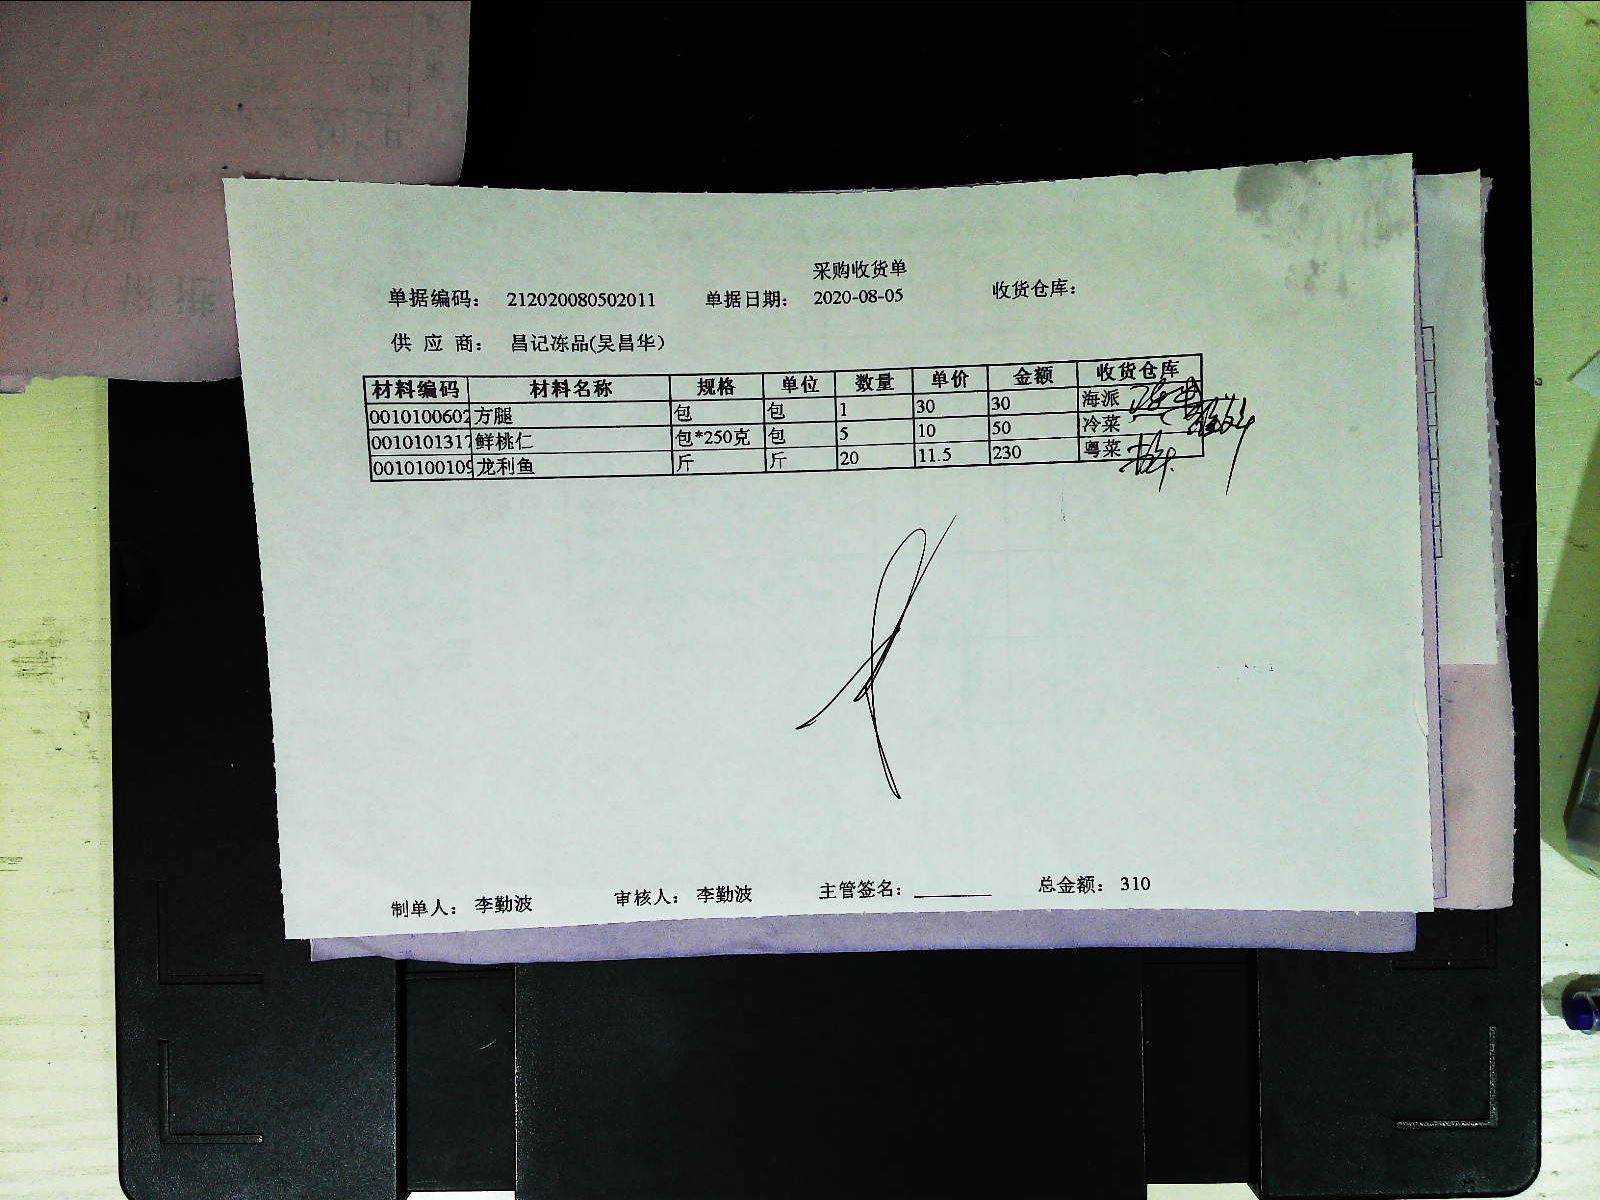 采购收货单
单据编码： 212020080502011 单据日期： 2020-08-05 收货仓库：
供 应 商： 昌记冻品(吴昌华)
材料编码 材料名称 规格 单位 数量 单价 金额 收货仓库
0010100602 方腿 包 包 1 30 30 海派
0010101317 鲜桃仁 包*250克 包 5 10 50 冷菜
0010100109 龙利鱼 斤 斤 20 11.5 230 粤菜
制单人： 李勤波 审核人： 李勤波 主管签名： 总金额： 310